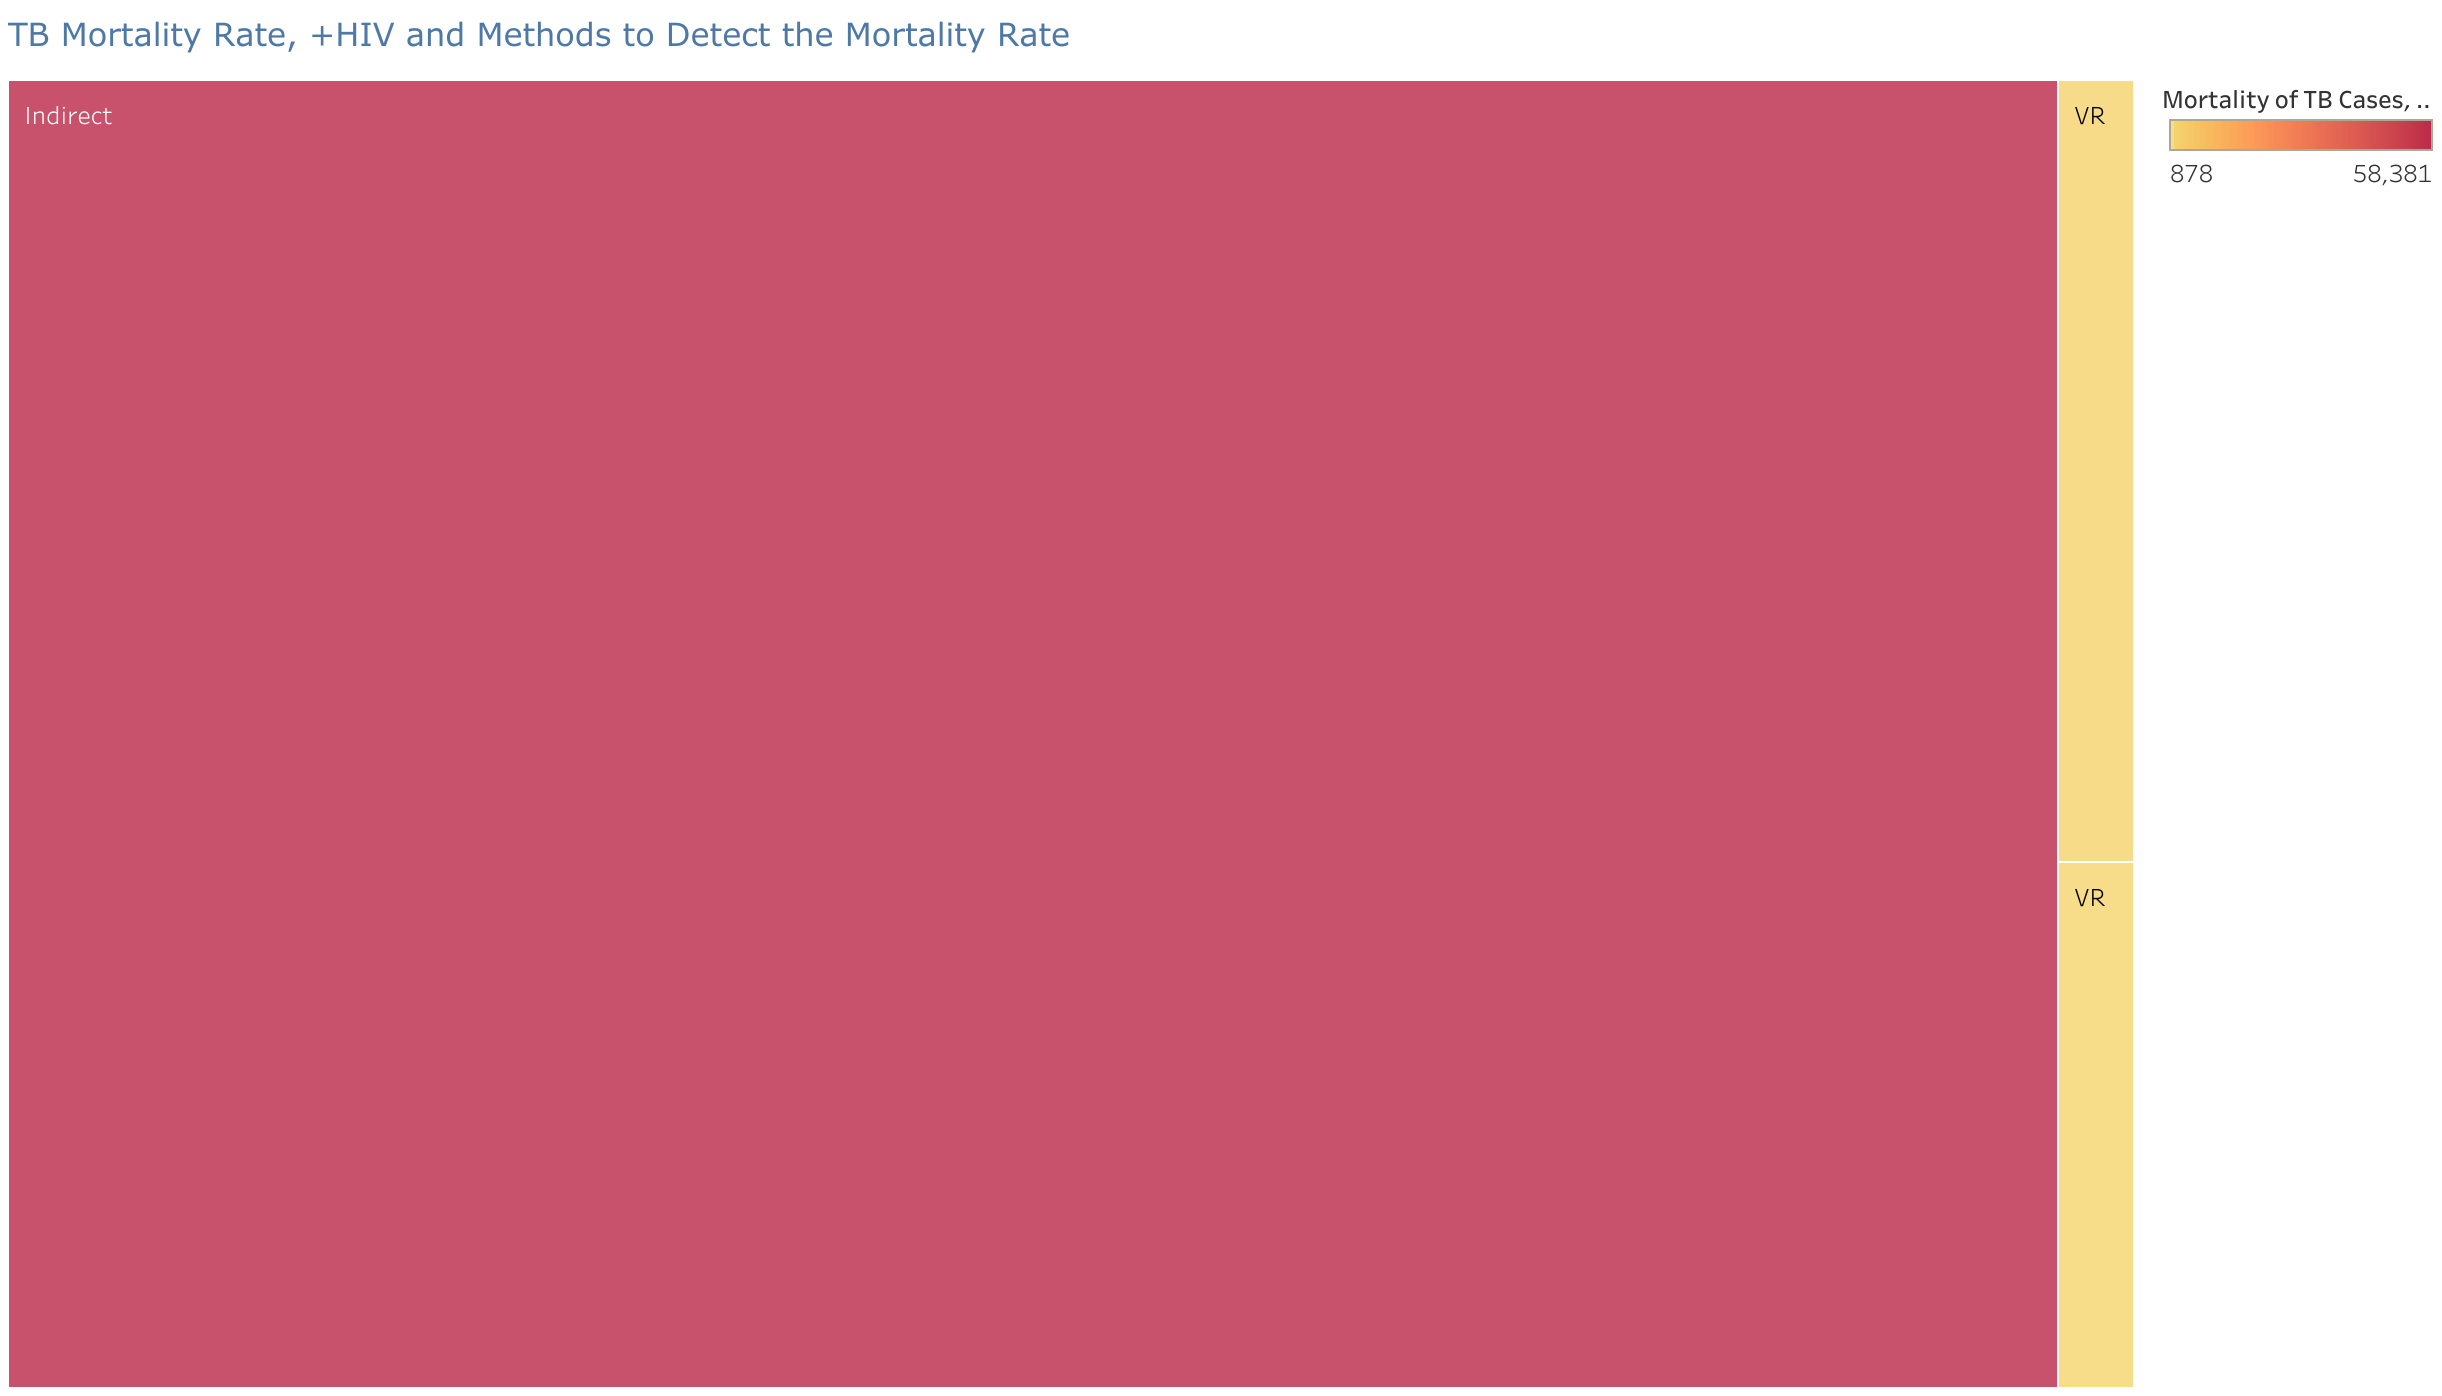 TB Mortality Rate, +HIV and Methods to Detect the Mortality Rate
Indirect
VR
VR
Mortality of TB Cases, ..
878 58,381